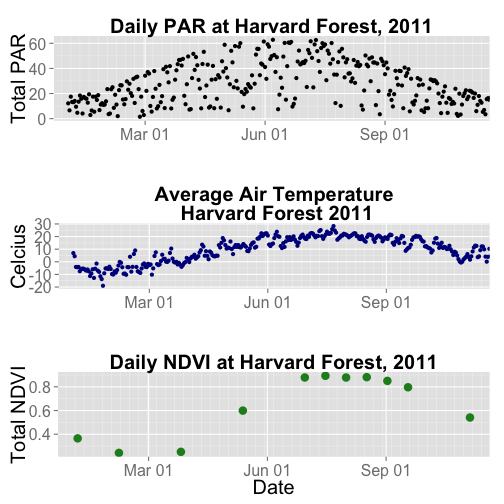 Daily PAR at Harvard Forest, 2011
Total PAR
60
40
20
0
Mar 01 Jun 01 Sep 01
Average Air Temperature
Harvard Forest 2011
Celcius
30
20
10
0
-10
-20
Mar 01 Jun 01 Sep 01
Daily NDVI at Harvard Forest, 2011
Total NDVI
0.8
0.6
0.4
Mar 01 Jun 01 Sep 01
Date